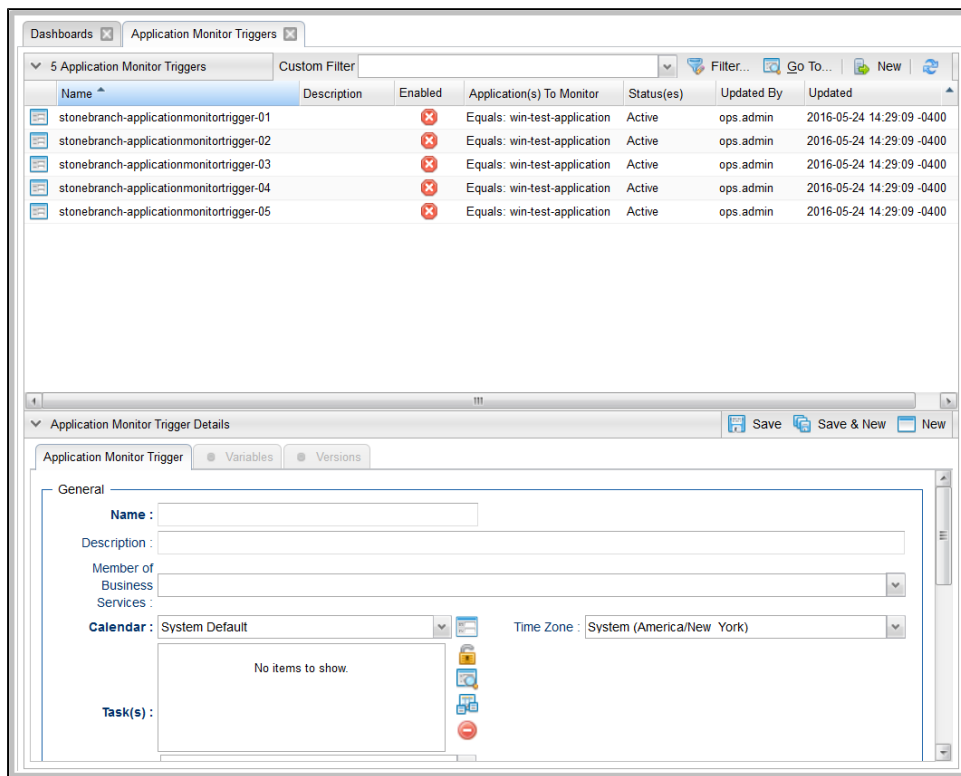 Dashboards Application Monitor Triggers
5 Application Monitor Triggers Custom Filter Filter... Go To... New
Name Description Enabled Application(s) To Monitor Status(es) Updated By Updated
stonebranch-applicationmonitortrigger-01 Equals: win-test-application Active ops.admin 2016-05-24 14:29:09 -0400
stonebranch-applicationmonitortrigger-02 Equals: win-test-application Active ops.admin 2016-05-24 14:29:09 -0400
stonebranch-applicationmonitortrigger-03 Equals: win-test-application Active ops.admin 2016-05-24 14:29:09 -0400
stonebranch-applicationmonitortrigger-04 Equals: win-test-application Active ops.admin 2016-05-24 14:29:09 -0400
stonebranch-applicationmonitortrigger-05 Equals: win-test-application Active ops.admin 2016-05-24 14:29:09 -0400
Application Monitor Trigger Details Save Save & New New
Application Monitor Trigger Variables Versions
General
Name :
Description :
Member of
Business
Services :
Calendar : System Default Time Zone : System (America/New York)
No items to show.
Task(s) :